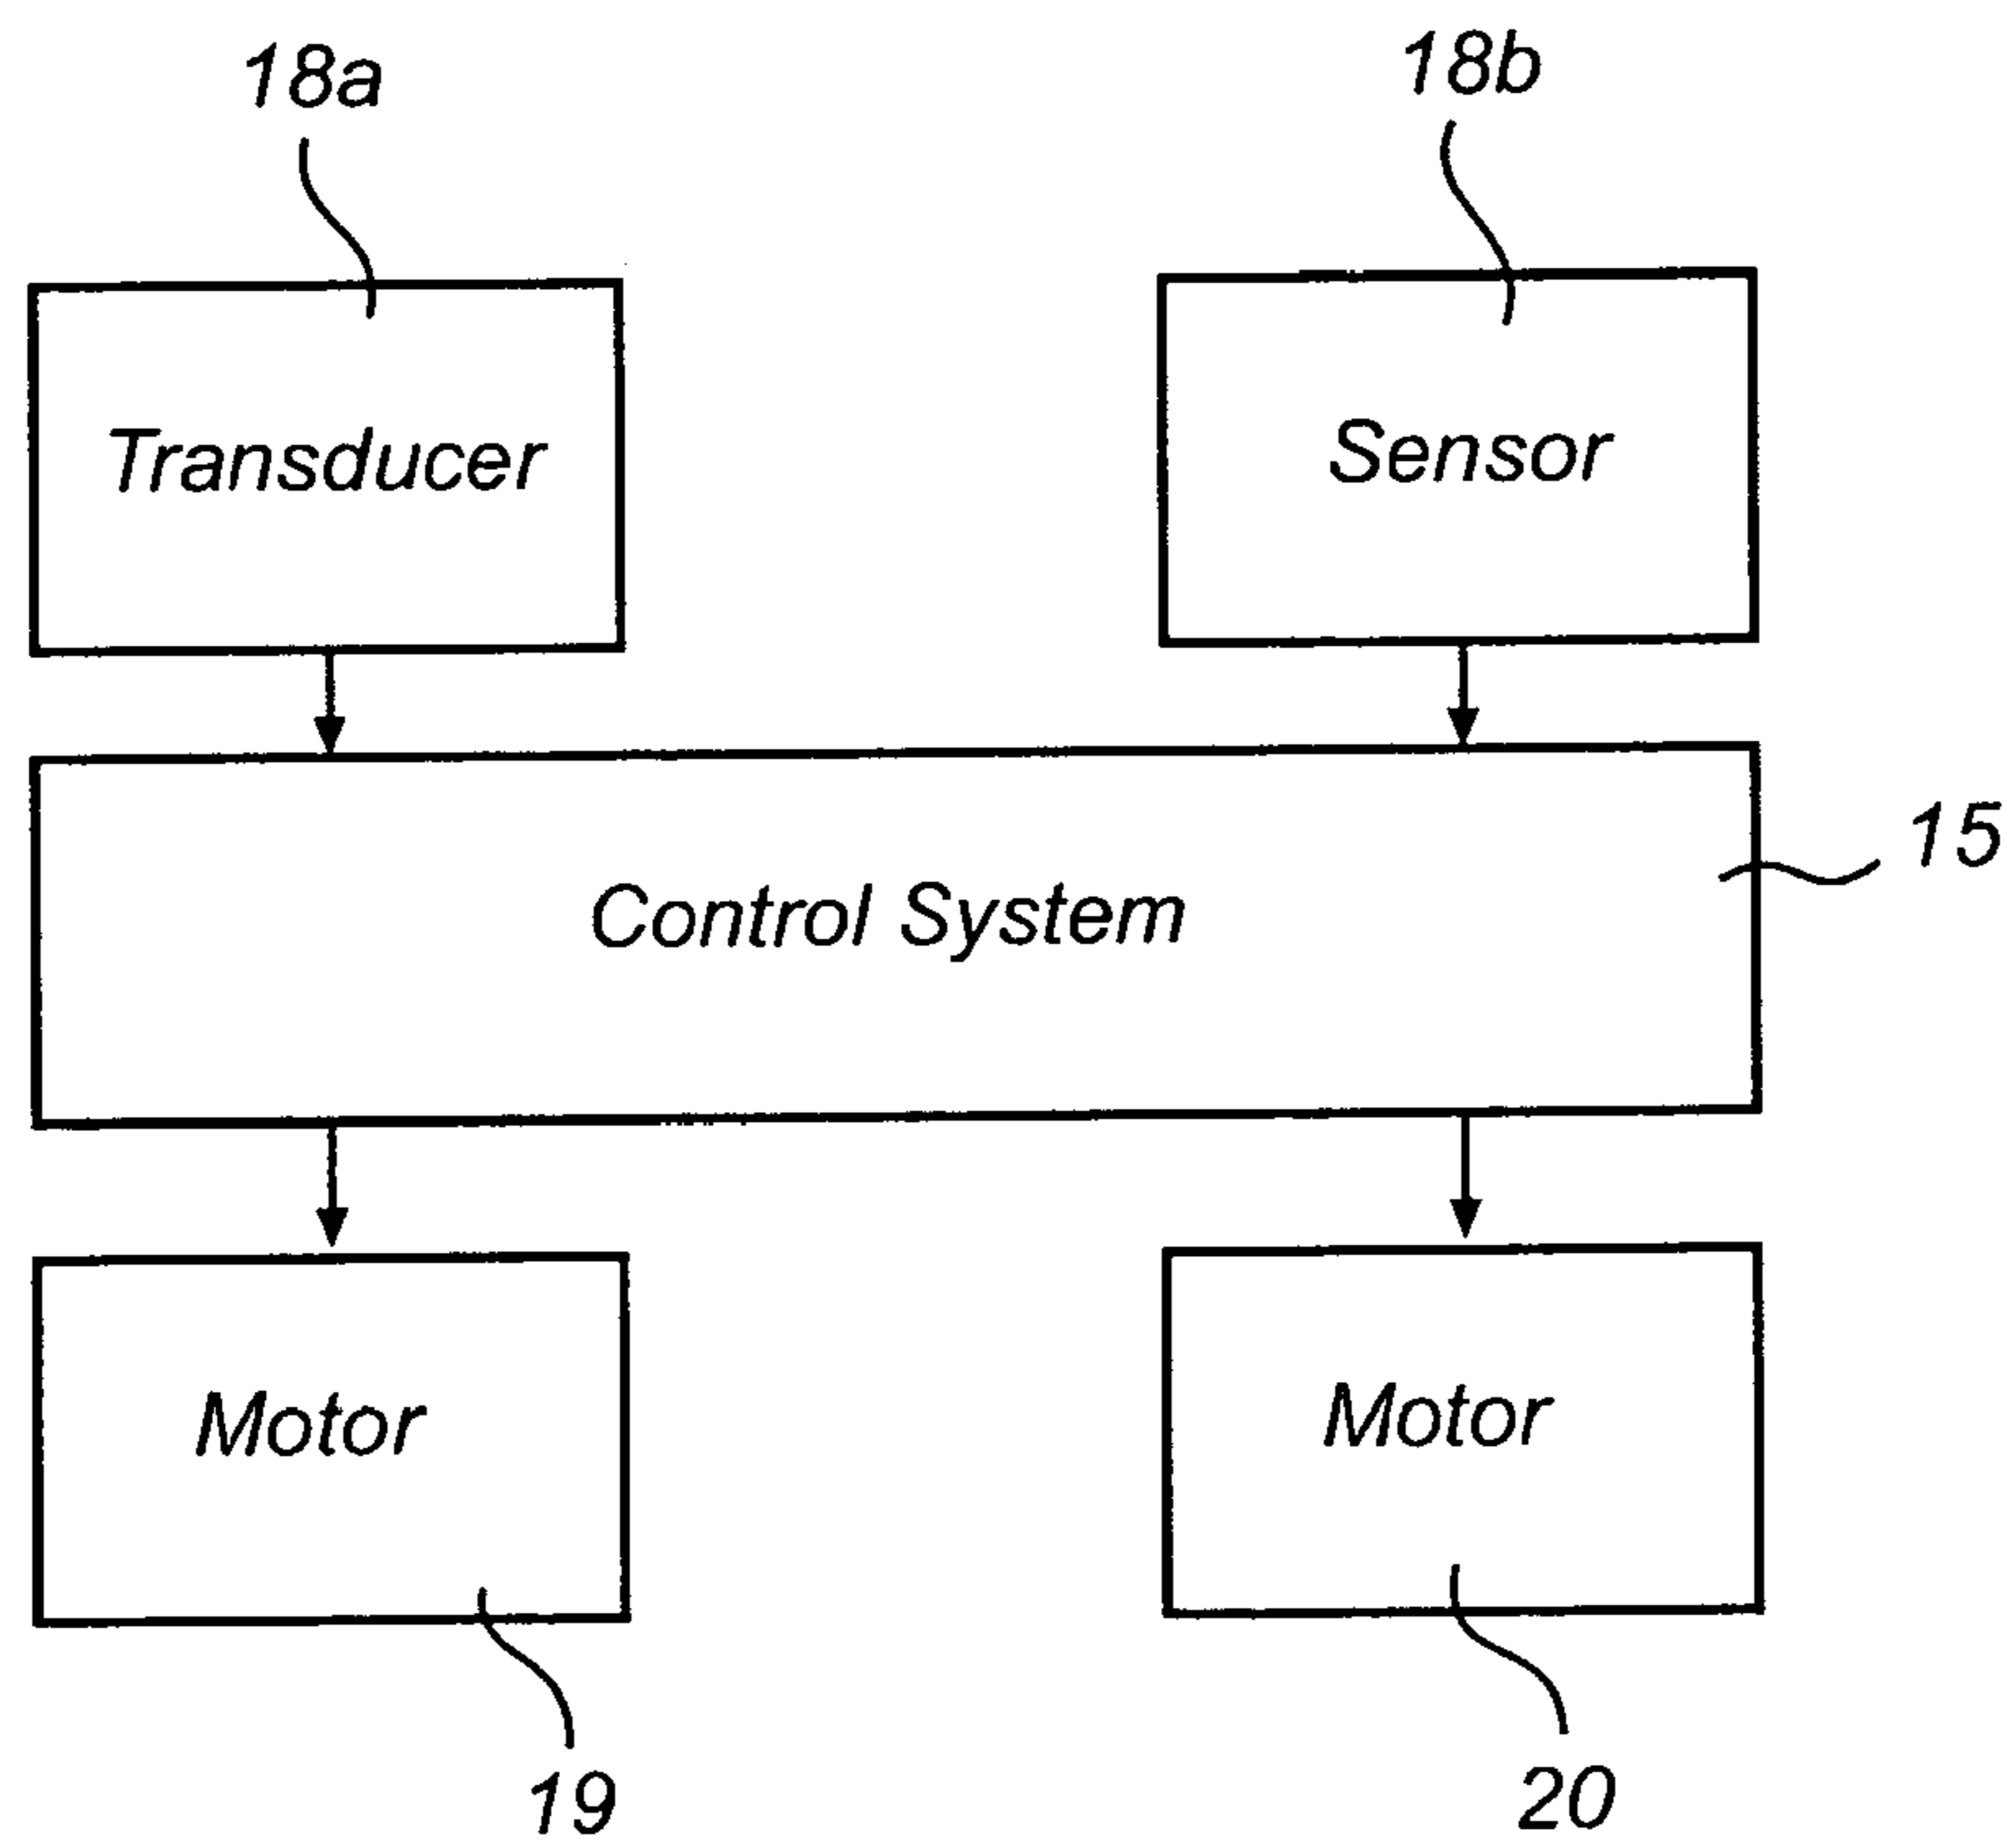 18a
18b
Transducer
Sensor
Control System
15
Motor
Motor
19
20